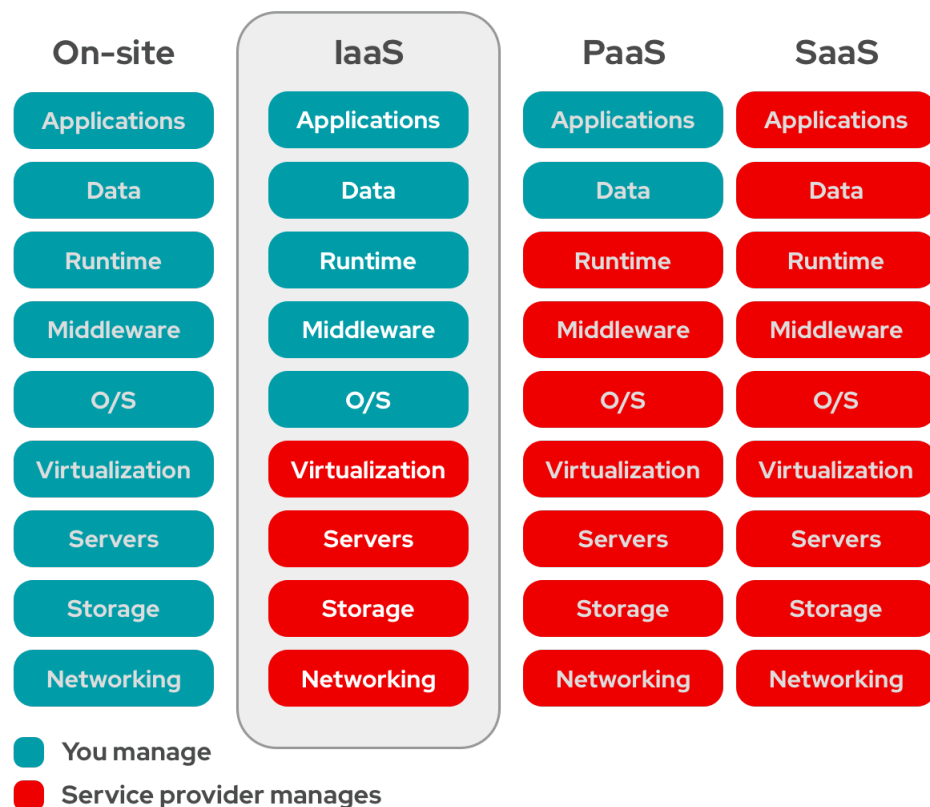 On-site IaaS PaaS SaaS
Applications Applications Applications Applications
Data Data Data Data
Runtime Runtime Runtime Runtime
Middleware Middleware Middleware Middleware
O/S O/S O/S O/S
Virtualization Virtualization Virtualization Virtualization
Servers Servers Servers Servers
Storage Storage Storage Storage
Networking Networking Networking Networking
You manage
Service provider manages